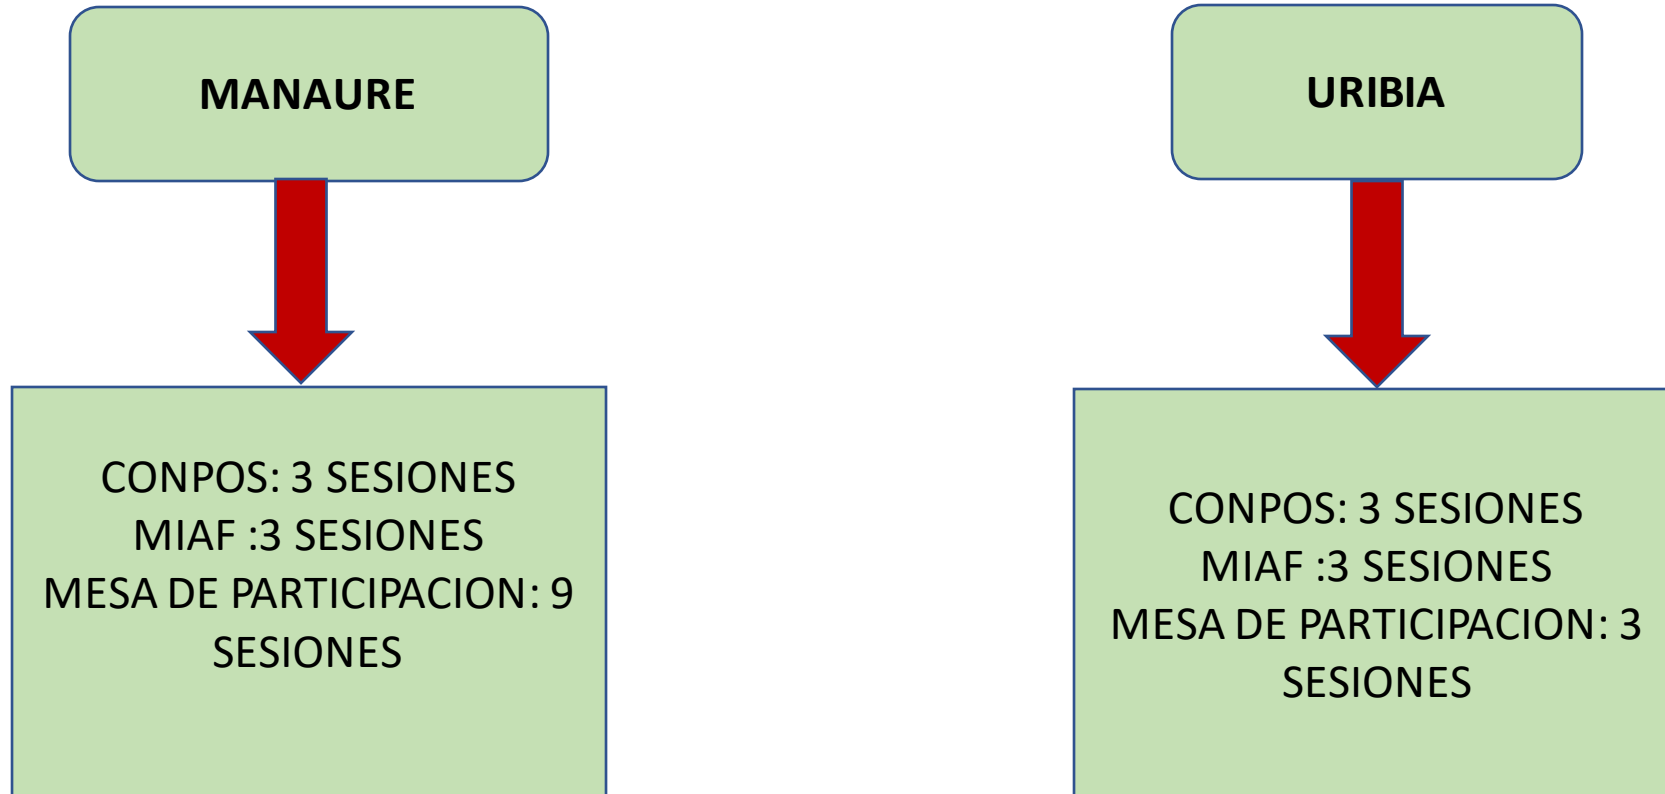 MANAURE
CONPOS: 3 SESIONES
MIAF :3 SESIONES
MESA DE PARTICIPACION: 9
SESIONES
URIBIA
CONPOS: 3 SESIONES
MIAF :3 SESIONES
MESA DE PARTICIPACION: 3
SESIONES